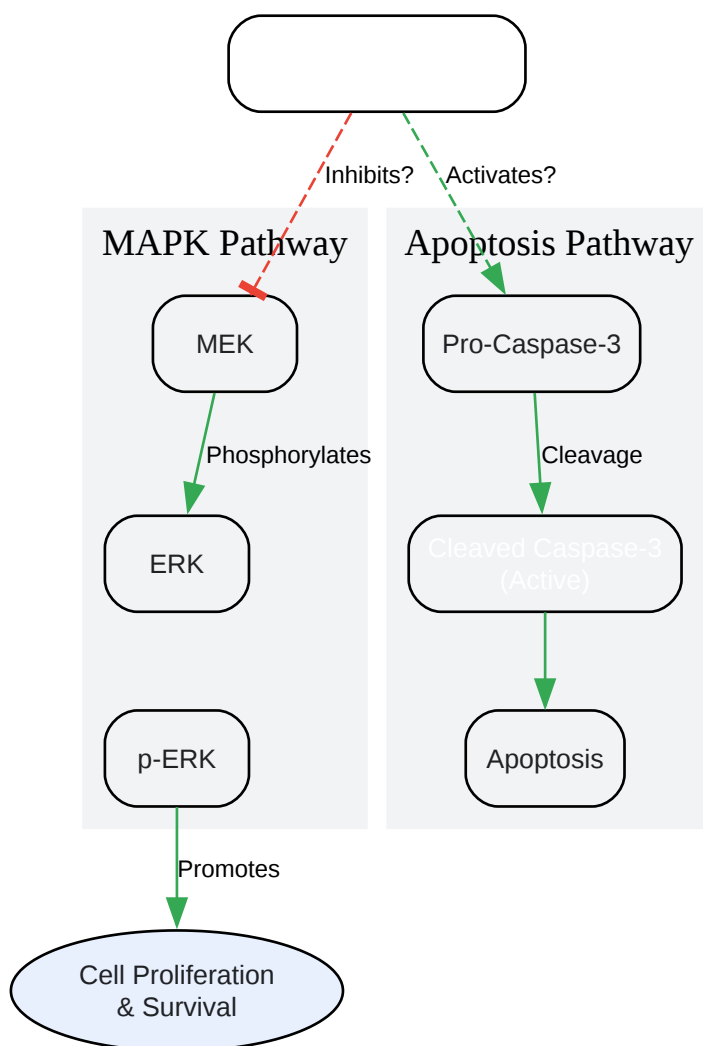 Inhibits?
Activates?
MAPK Pathway
Apoptosis Pathway
MEK
Pro-Caspase-3
Phosphorylates
Cleavage
ERK
Cleaved Caspase-3
(Active)
p-ERK
Apoptosis
Promotes
Cell Proliferation
& Survival